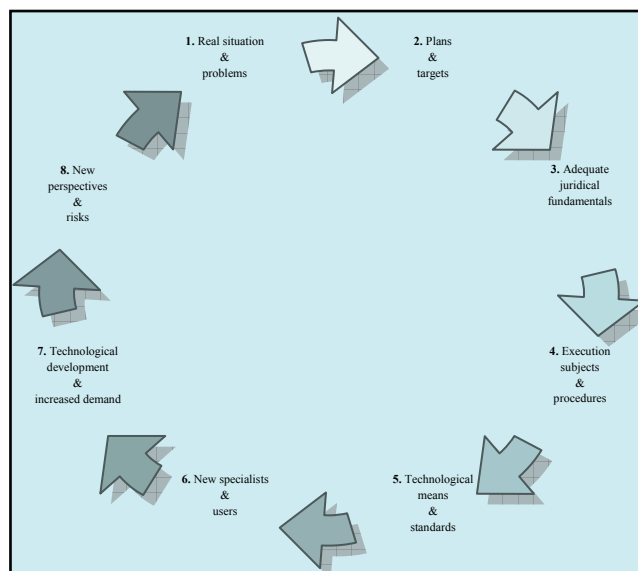 1. Real situation
&
problems
2. Plans
&
targets
3. Adequate
juridical
fundamentals
4. Execution
subjects
&
procedures
5. Technological
means
&
standards
6. New specialists
&
users
7. Technological
development
&
increased demand
8. New
perspectives
&
risks